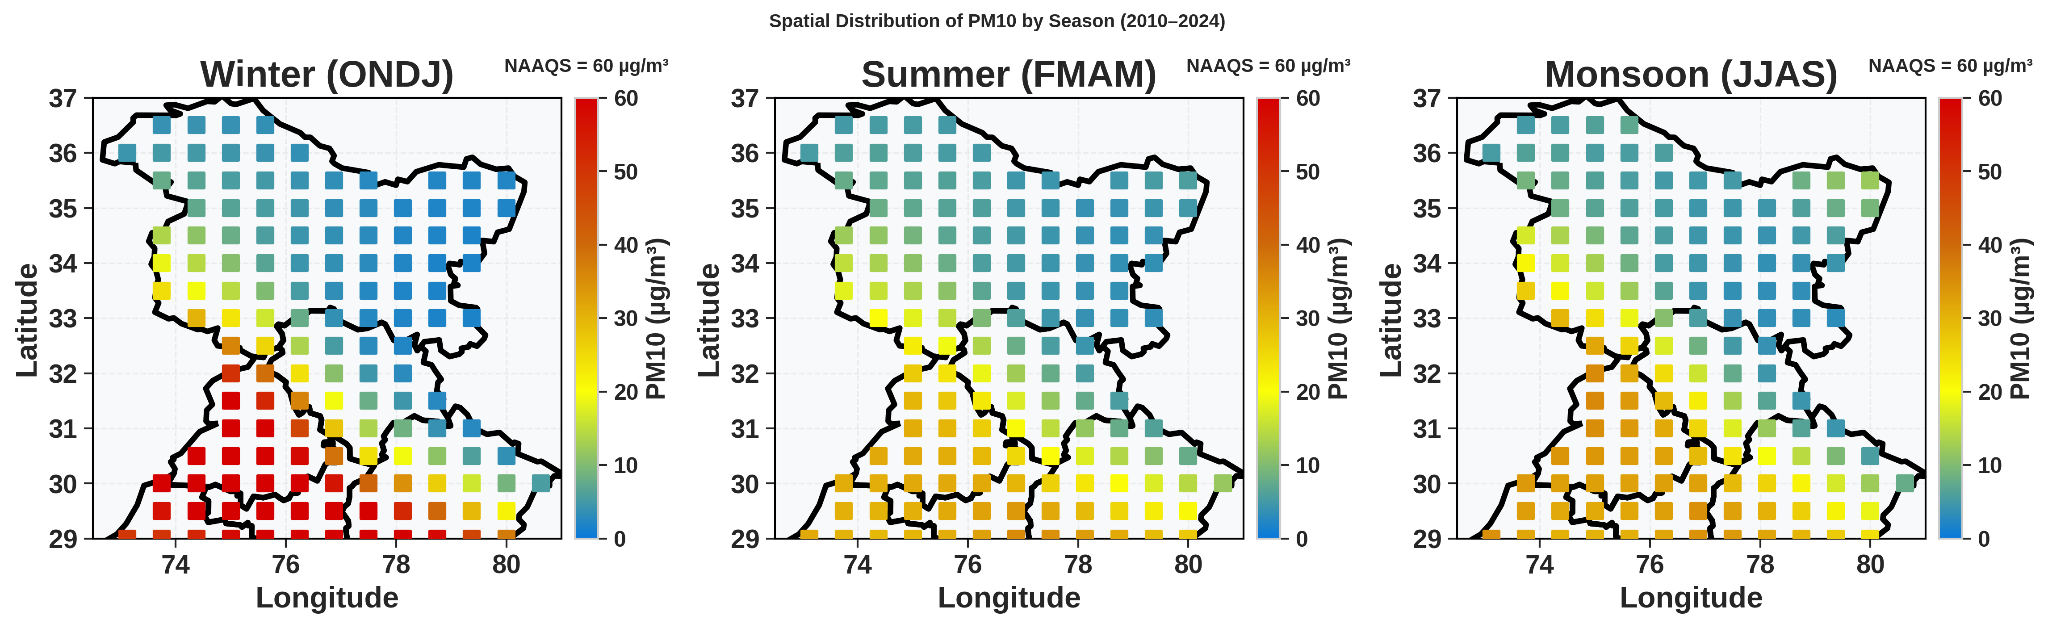 Spatial Distribution of PM10 by Season (2010–2024)
Winter (ONDJ)
NAAQS = 60 µg/m³
37
36
35
34
33
32
31
30
29
Latitude
74 76 78 80
Longitude
60
50
40
30
20
10
0
PM10 (µg/m³)
Summer (FMAM)
NAAQS = 60 µg/m³
37
36
35
34
33
32
31
30
29
Latitude
74 76 78 80
Longitude
60
50
40
30
20
10
0
PM10 (µg/m³)
Monsoon (JJAS)
NAAQS = 60 µg/m³
37
36
35
34
33
32
31
30
29
Latitude
74 76 78 80
Longitude
60
50
40
30
20
10
0
PM10 (µg/m³)